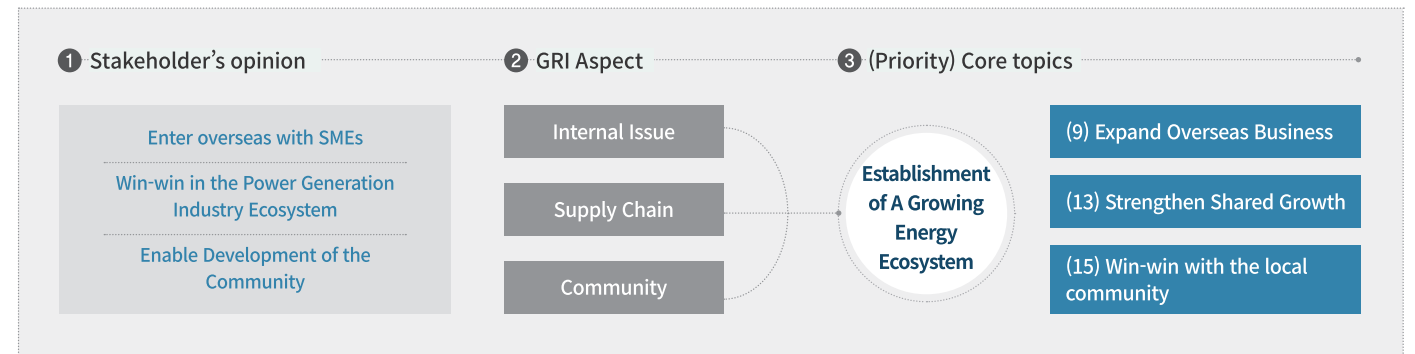 1 Stakeholder’s opinion
2 GRI Aspect
3 (Priority) Core topics
Enter overseas with SMEs
Win-win in the Power Generation
Industry Ecosystem
Enable Development of the
Community
Internal Issue
Supply Chain
Community
Establishment
of A Growing
Energy
Ecosystem
(9) Expand Overseas Business
(13) Strengthen Shared Growth
(15) Win-win with the local
community